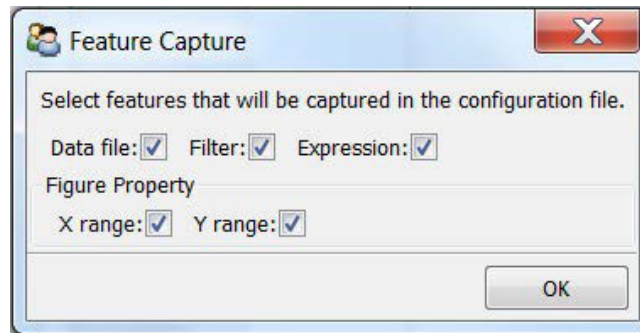 Feature Capture
Select features that will be captured in the configuration file.
Data file: Filter: Expression:
Figure Property
X range: Y range:
OK